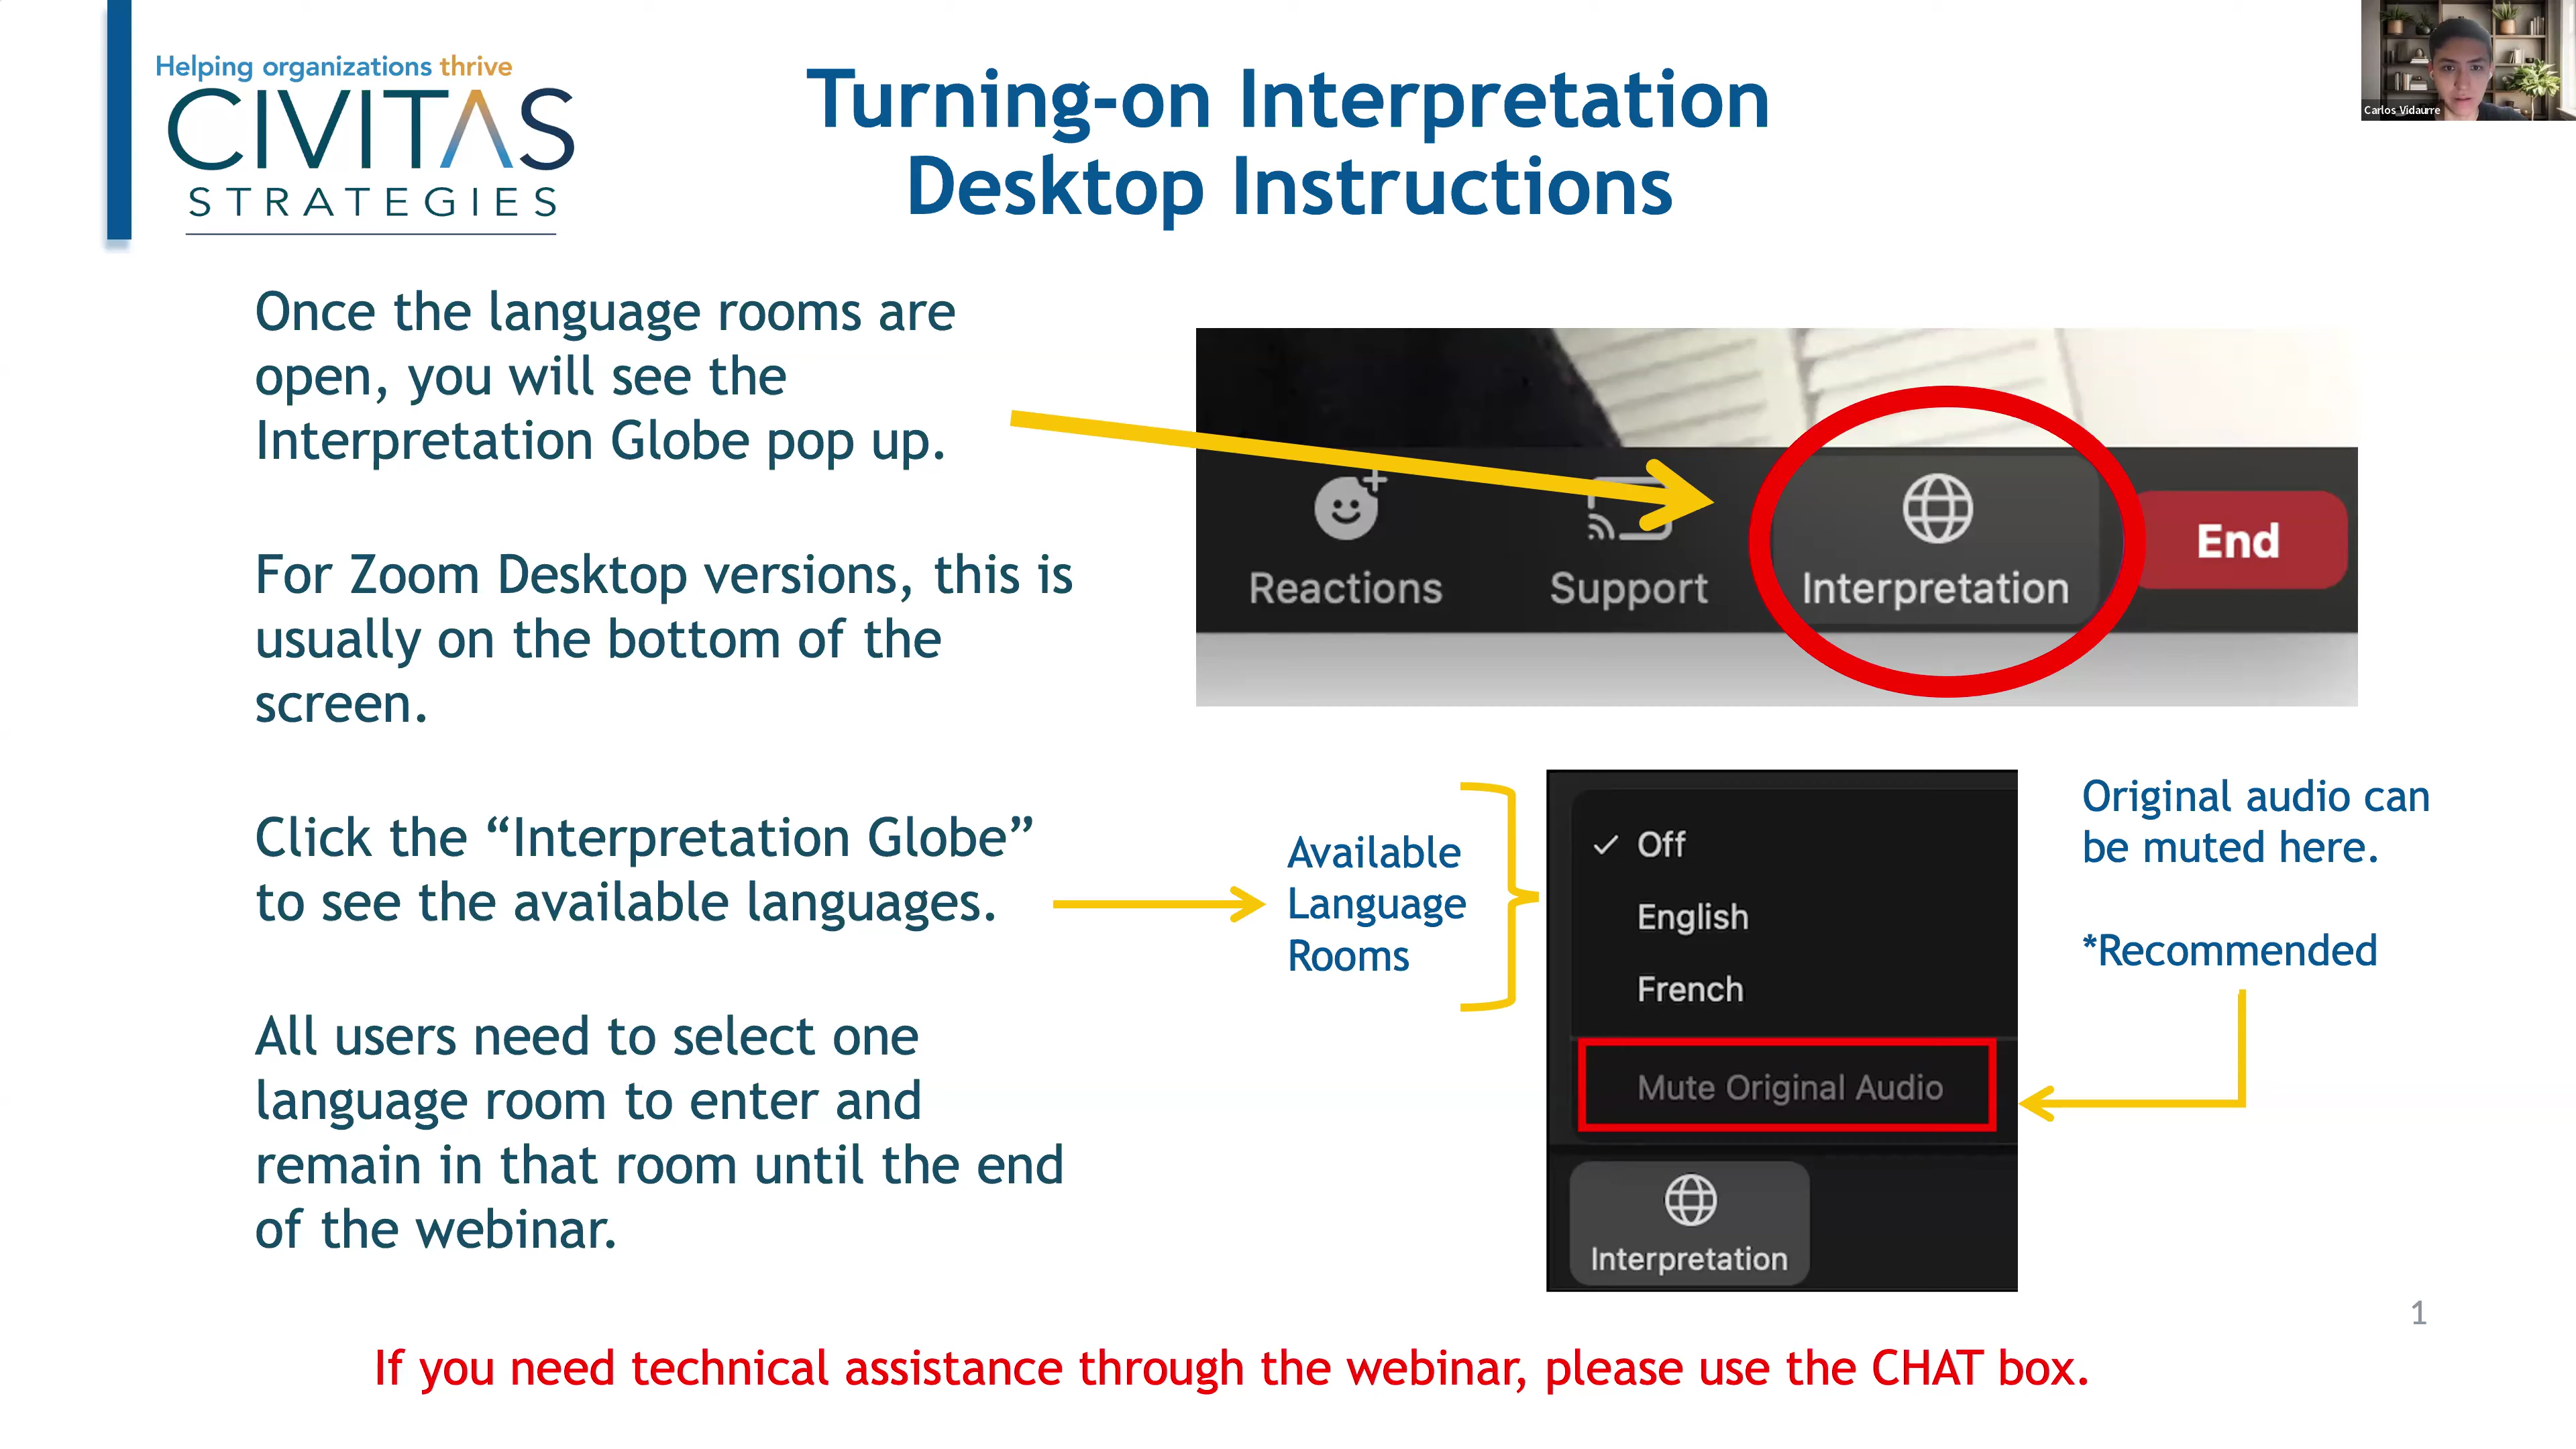 Helping organizations thrive
CIVITAS
STRATEGIES
Turning-on Interpretation
Desktop Instructions
Carlos Vidaurre
Once the language rooms are
open, you will see the
Interpretation Globe pop up.
For Zoom Desktop versions, this is
usually on the bottom of the
screen.
Click the “Interpretation Globe”
to see the available languages.
All users need to select one
language room to enter and
remain in that room until the end
of the webinar.
Reactions
Support
Interpretation
End
Available
Language
Rooms
Off
English
French
Mute Original Audio
Interpretation
Original audio can
be muted here.
*Recommended
1
If you need technical assistance through the webinar, please use the CHAT box.